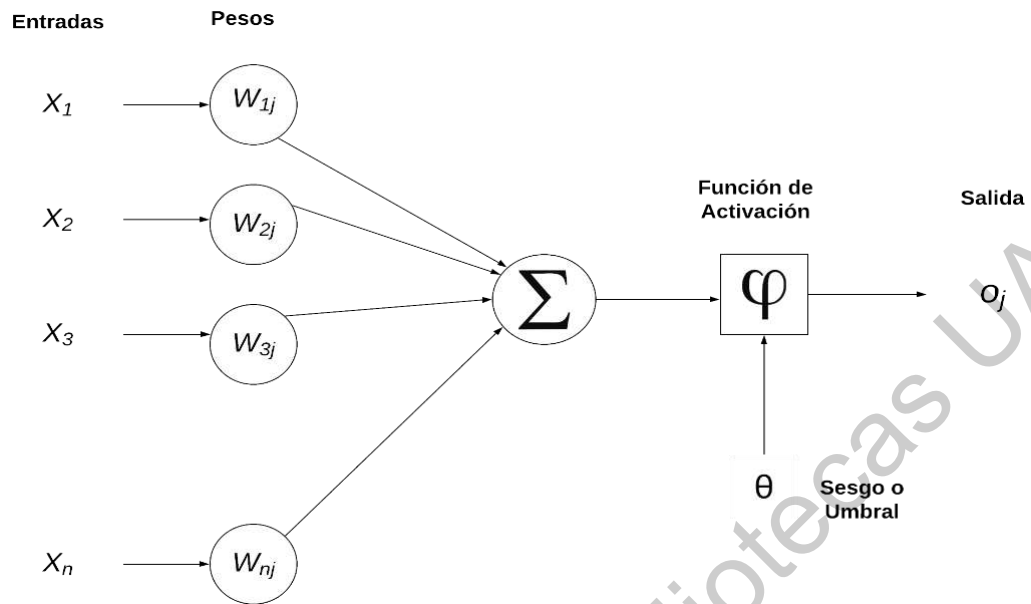 Entradas
Pesos
X1
W1j
X2
W2j
X3
W3j
Xn
Wnj
Σ
Función de
Activación
φ
θ
Sesgo o
Umbral
Salida
oj